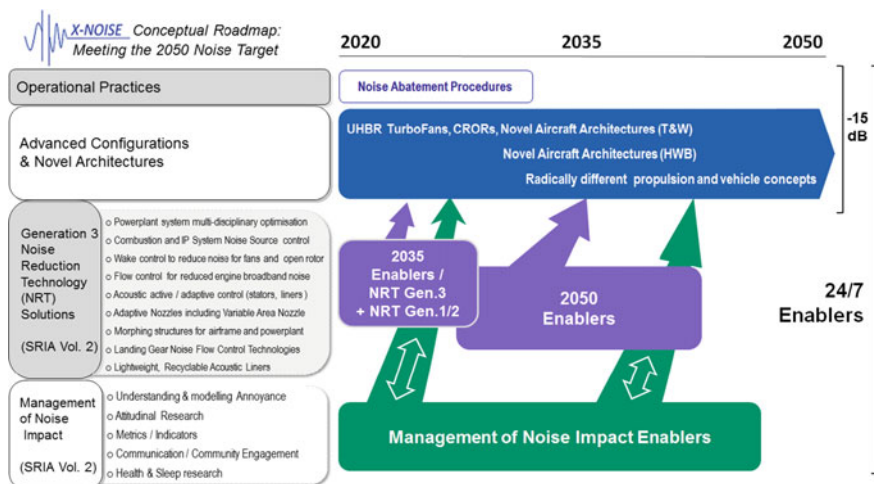 X-NOISE Conceptual Roadmap:
Meeting the 2050 Noise Target
2020
2035
2050
Operational Practices
Noise Abatement Procedures
Advanced Configurations
& Novel Architectures
UHBR TurboFans, CRORs, Novel Aircraft Architectures (T&W)
Novel Aircraft Architectures (HWB)
Radically different propulsion and vehicle concepts
-15
dB
Generation 3
Noise
Reduction
Technology
(NRT)
Solutions
(SRIA Vol. 2)
o Powerplant system multi-disciplinary optimisation
o Combustion and IP System Noise Source control
o Wake control to reduce noise for fans and open rotor
o Flow control for reduced engine broadband noise
o Acoustic active / adaptive control (stators, liners)
o Adaptive Nozzles including Variable Area Nozzle
o Morphing structures for airframe and powerplant
o Landing Gear Noise Flow Control Technologies
o Lightweight, Recyclable Acoustic Liners
2035
Enablers /
NRT Gen.3
+ NRT Gen.1/2
2050
Enablers
24/7
Enablers
Management
of Noise
Impact
(SRIA Vol. 2)
o Understanding & modelling Annoyance
o Attitudinal Research
o Metrics / Indicators
o Communication / Community Engagement
o Health & Sleep research
Management of Noise Impact Enablers